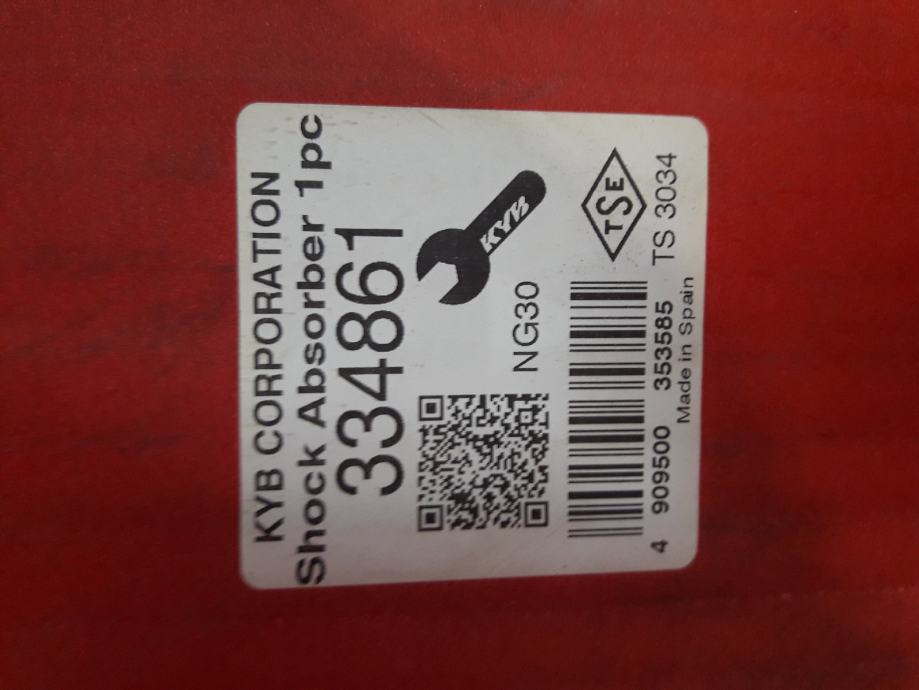 KYB CORPORATION
Shock Absorber 1pc
334861
KYB
NG30
TSE
4 909500 353585
TS 3034
Made in Spain